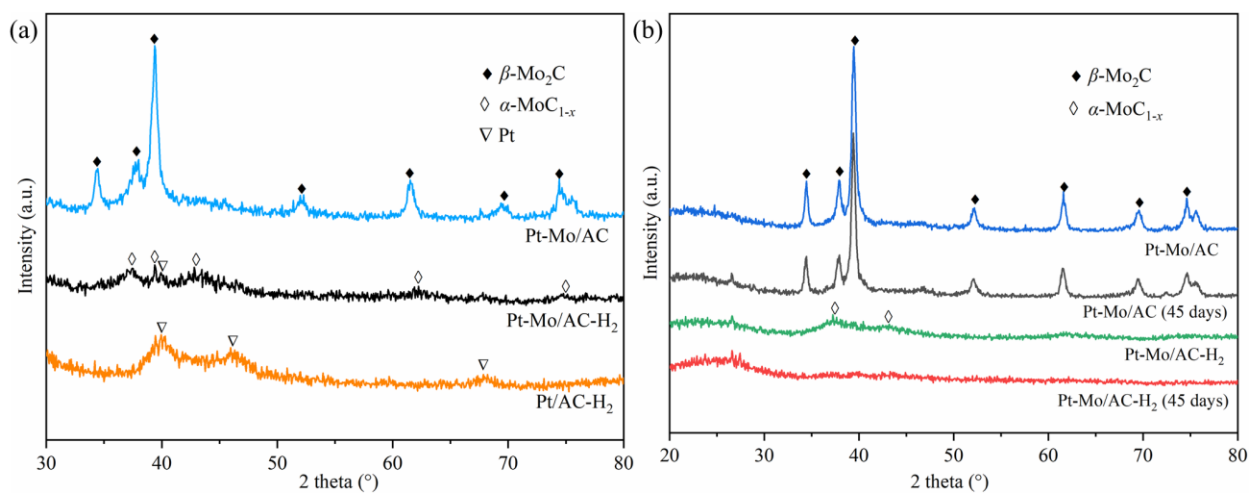 (a)
◆ β-Mo₂C
◇ α-MoC₁₋ₓ
▽ Pt
Pt-Mo/AC
Pt-Mo/AC-H₂
Pt/AC-H₂
Intensity (a.u.)
30 40 50 60 70 80
2 theta (°)
(b)
◆ β-Mo₂C
◇ α-MoC₁₋ₓ
Pt-Mo/AC
Pt-Mo/AC (45 days)
Pt-Mo/AC-H₂
Pt-Mo/AC-H₂ (45 days)
Intensity (a.u.)
20 30 40 50 60 70 80
2 theta (°)